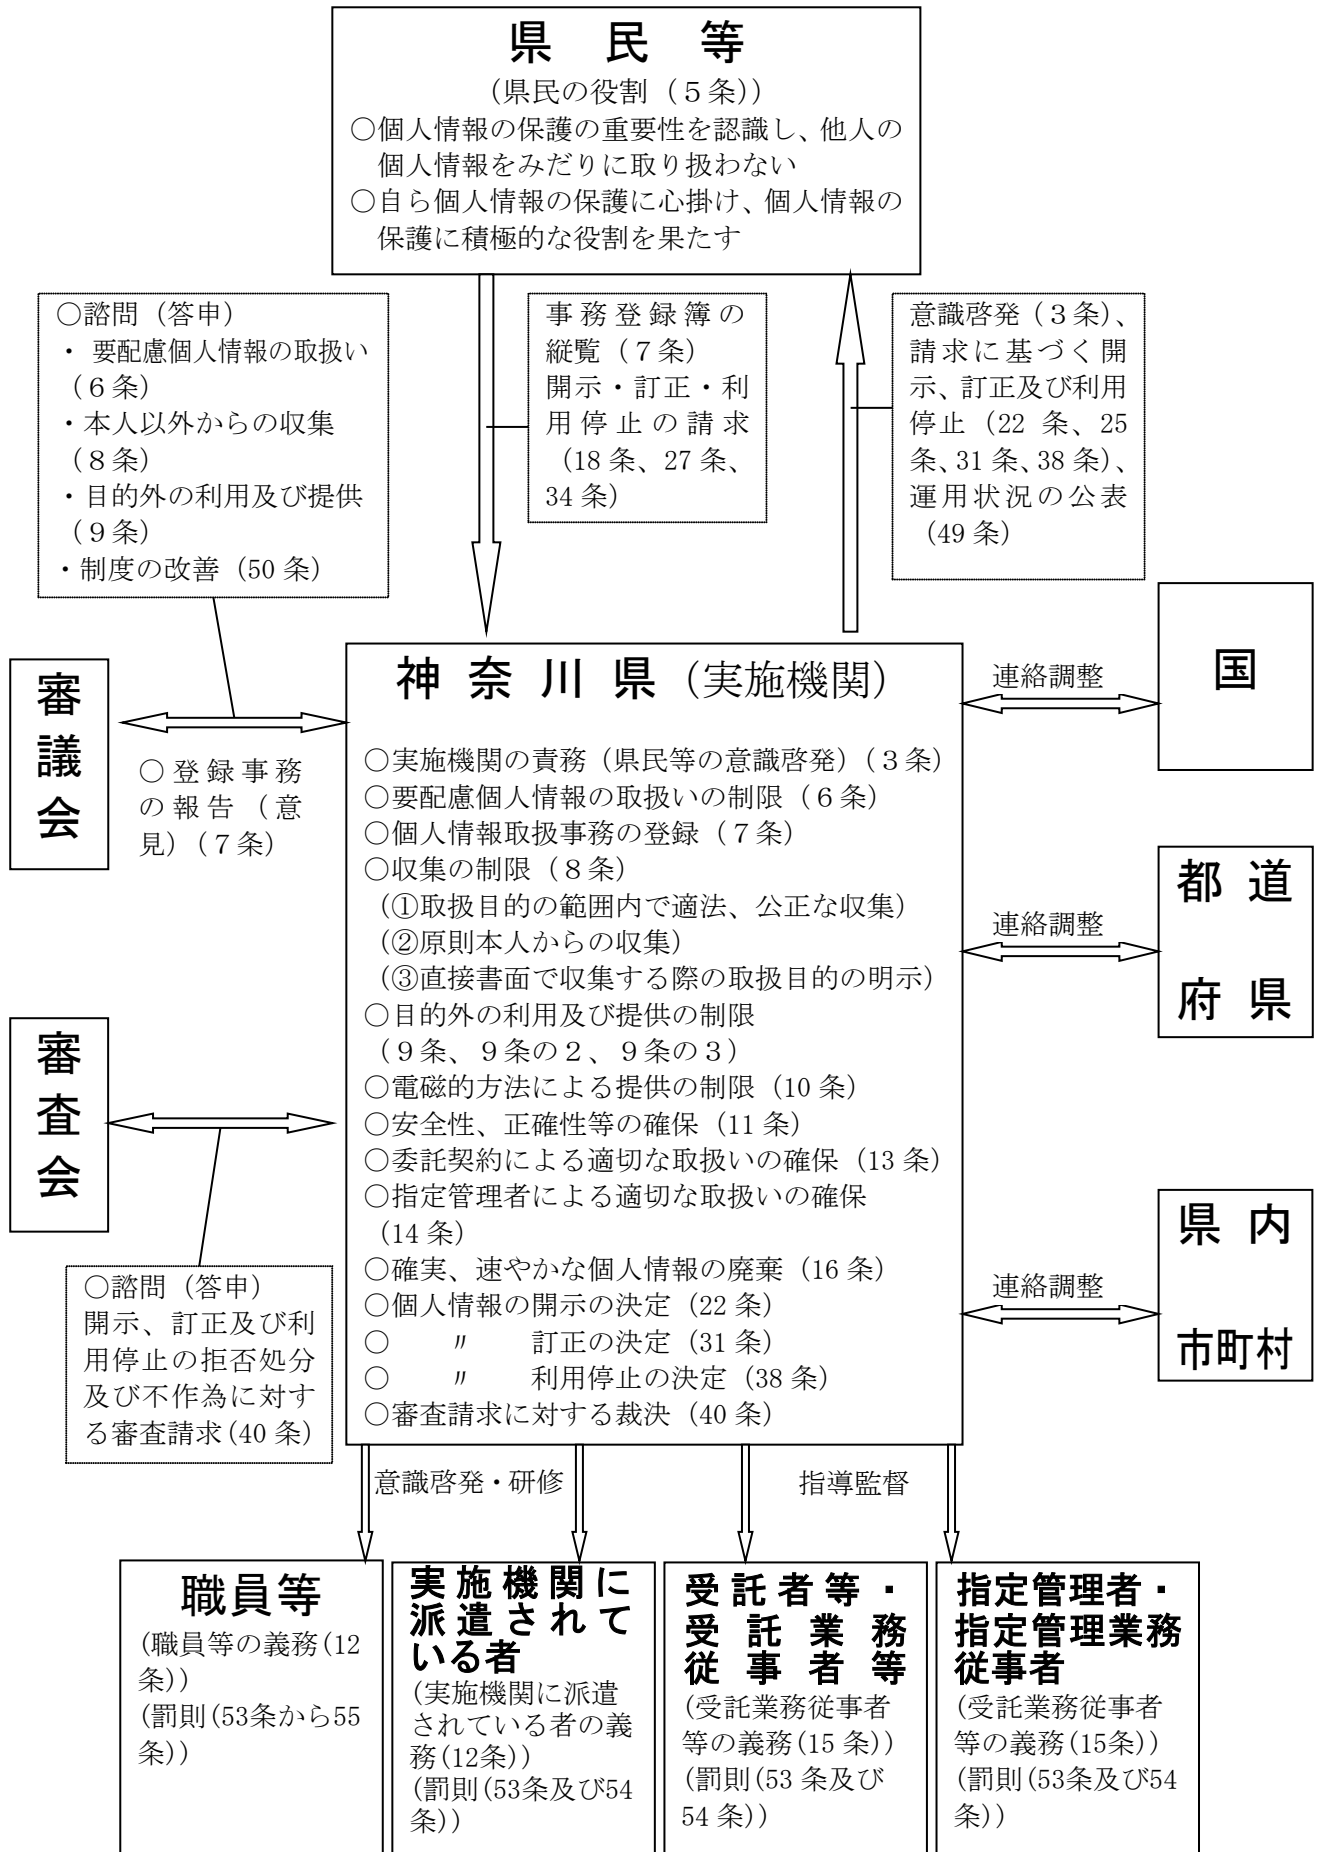 県民等
（県民の役割（５条））
○個人情報の保護の重要性を認識し、他人の
個人情報をみだりに取り扱わない
○自ら個人情報の保護に心掛け、個人情報の
保護に積極的な役割を果たす
○諮問（答申）
・ 要配慮個人情報の取扱い
（６条）
・本人以外からの収集
（８条）
・目的外の利用及び提供
（９条）
・制度の改善（50 条）
事務登録簿の
縦覧（７条）
開示・訂正・利
用停止の請求
（18 条、27 条、
34 条）
意識啓発（３条）、
請求に基づく開
示、訂正及び利用
停止（22 条、25
条、31 条、38 条）、
運用状況の公表
（49 条）
審議会
○登録事務
の報告（意
見）（７条）
神奈川県（実施機関）
○実施機関の責務（県民等の意識啓発）（３条）
○要配慮個人情報の取扱いの制限（６条）
○個人情報取扱事務の登録（７条）
○収集の制限（８条）
（①取扱目的の範囲内で適法、公正な収集）
（②原則本人からの収集）
（③直接書面で収集する際の取扱目的の明示）
○目的外の利用及び提供の制限
（９条、９条の２、９条の３）
○電磁的方法による提供の制限（10 条）
○安全性、正確性等の確保（11 条）
○委託契約による適切な取扱いの確保（13 条）
○指定管理者による適切な取扱いの確保
（14 条）
○確実、速やかな個人情報の廃棄（16 条）
○個人情報の開示の決定（22 条）
○ 〃 訂正の決定（31 条）
○ 〃 利用停止の決定（38 条）
○審査請求に対する裁決（40 条）
連絡調整
国
連絡調整
都道
府県
連絡調整
県内
市町村
審査会
○諮問（答申）
開示、訂正及び利
用停止の拒否処分
及び不作為に対す
る審査請求（40 条）
意識啓発・研修
指導監督
職員等
(職員等の義務(12
条))
(罰則(53条から55
条))
実施機関に
派遣されて
いる者
(実施機関に派遣
されている者の義
務(12条))
(罰則(53条及び54
条))
受託者等・
受託業務
従事者等
(受託業務従事者
等の義務(15 条))
(罰則(53 条及び
54 条))
指定管理者・
指定管理業務
従事者
(受託業務従事者
等の義務(15条))
(罰則(53条及び54
条))